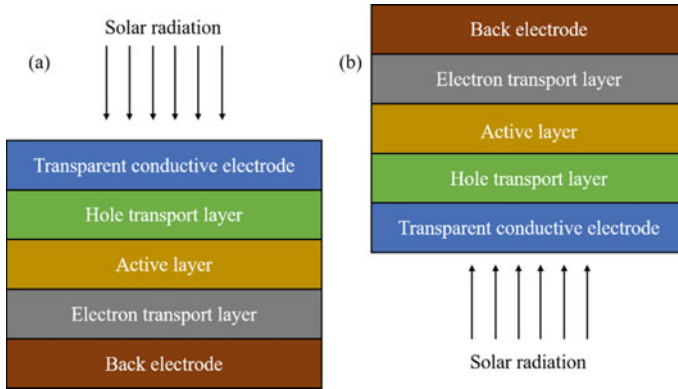 Solar radiation
(a)
Transparent conductive electrode
Hole transport layer
Active layer
Electron transport layer
Back electrode
(b)
Back electrode
Electron transport layer
Active layer
Hole transport layer
Transparent conductive electrode
Solar radiation